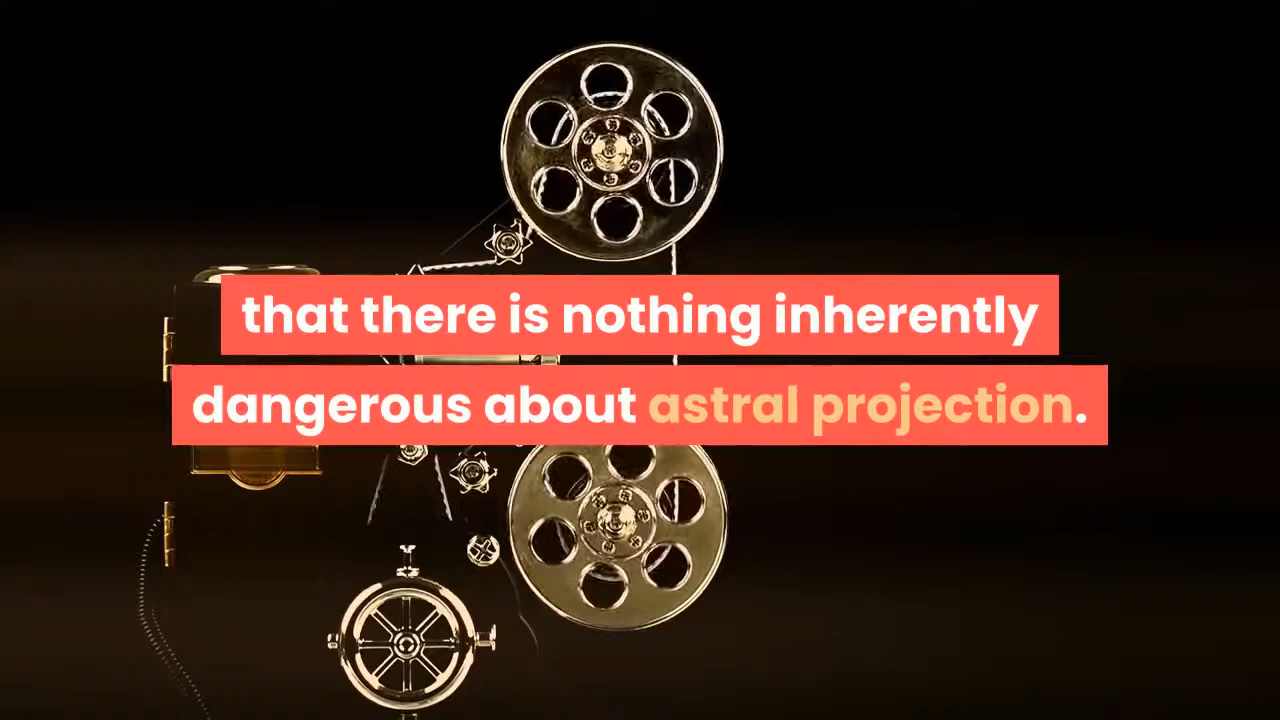 that there is nothing inherently
dangerous about astral projection.